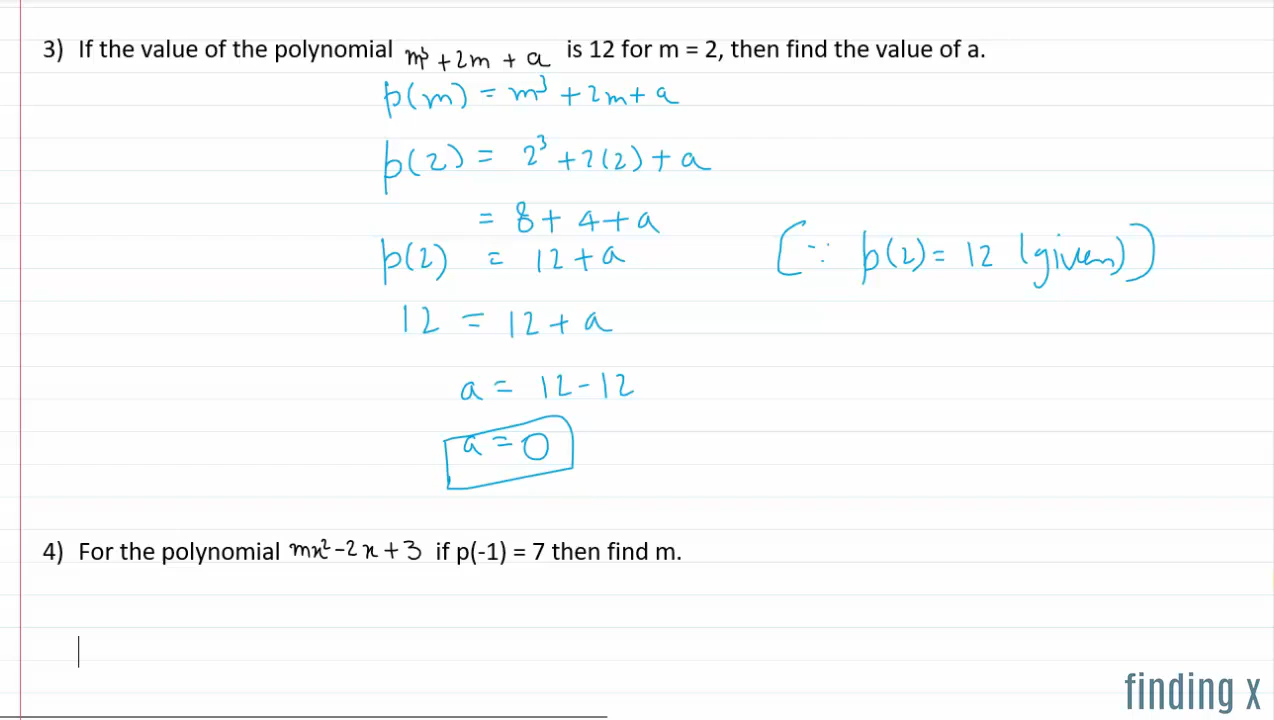 3) If the value of the polynomial m³ + 2m + a is 12 for m = 2, then find the value of a.
p(m) = m³ + 2m + a
p(2) = 2³ + 2(2) + a
= 8 + 4 + a
p(2) = 12 + a [∵ p(2) = 12 (given)]
12 = 12 + a
a = 12 - 12
a = 0
4) For the polynomial mx² - 2x + 3 if p(-1) = 7 then find m.
finding x